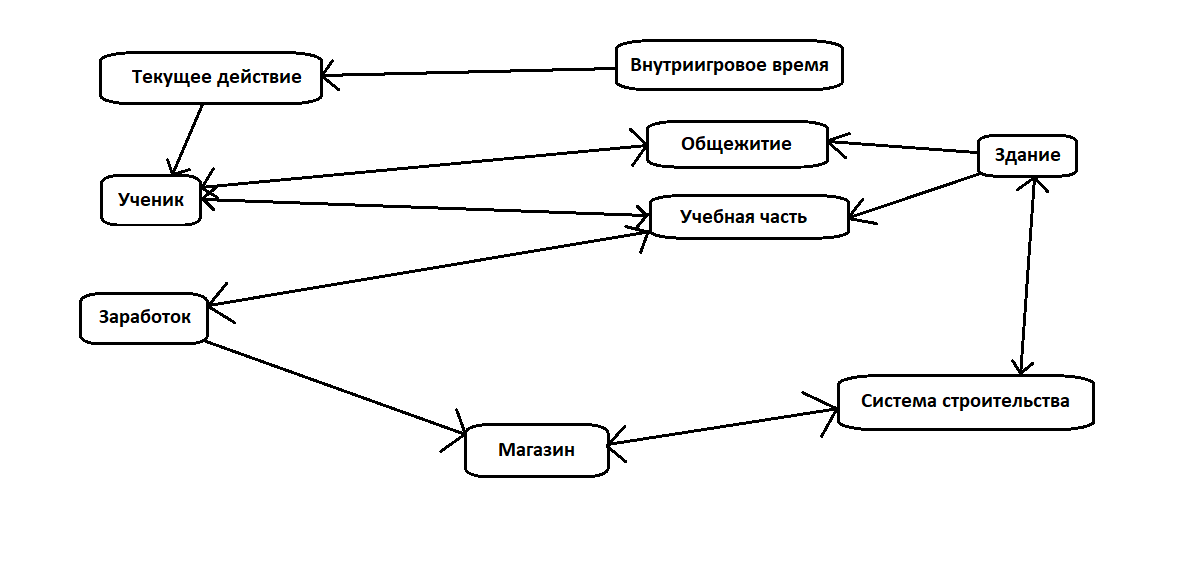 Текущее действие
Внутриигровое время
Общежитие
Здание
Ученик
Учебная часть
Заработок
Система строительства
Магазин